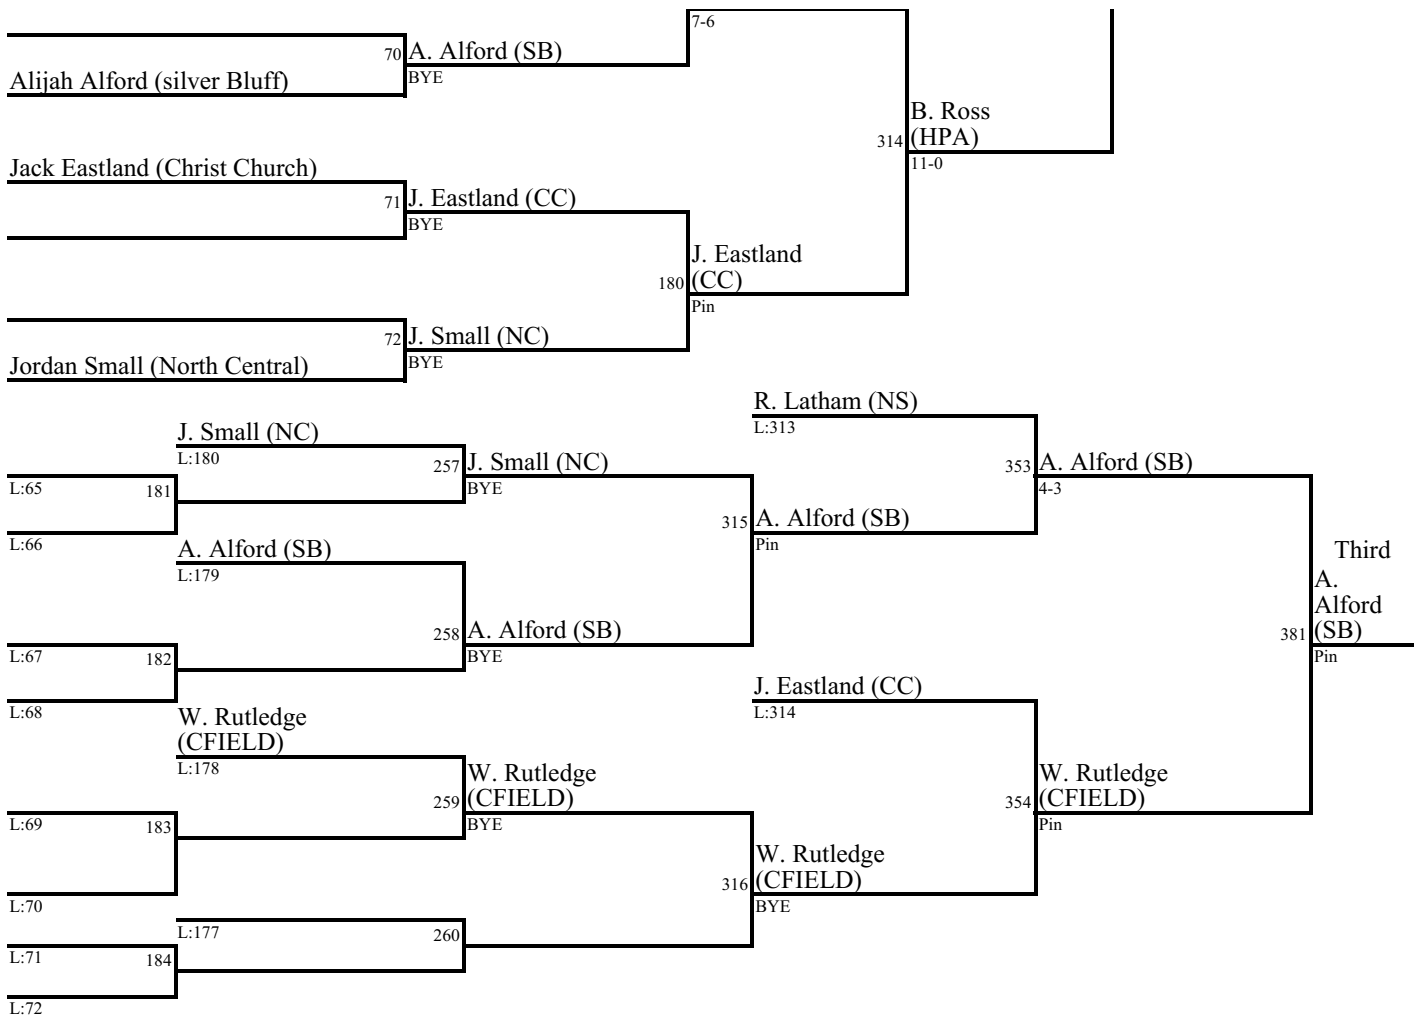 7-6
70
A. Alford (SB)
BYE
Alijah Alford (silver Bluff)
B. Ross
(HPA)
314
11-0
Jack Eastland (Christ Church)
71
J. Eastland (CC)
BYE
J. Eastland
(CC)
180
Pin
72
J. Small (NC)
BYE
Jordan Small (North Central)
R. Latham (NS)
L:313
J. Small (NC)
L:180
257
J. Small (NC)
BYE
353
A. Alford (SB)
4-3
L:65
181
L:66
315
A. Alford (SB)
Pin
A. Alford (SB)
L:179
Third
A.
Alford
(SB)
381
Pin
258
A. Alford (SB)
BYE
L:67
182
L:68
J. Eastland (CC)
L:314
W. Rutledge
(CFIELD)
L:178
W. Rutledge
(CFIELD)
259
BYE
W. Rutledge
(CFIELD)
354
Pin
L:69
183
L:70
W. Rutledge
(CFIELD)
316
BYE
L:177
260
L:71
184
L:72